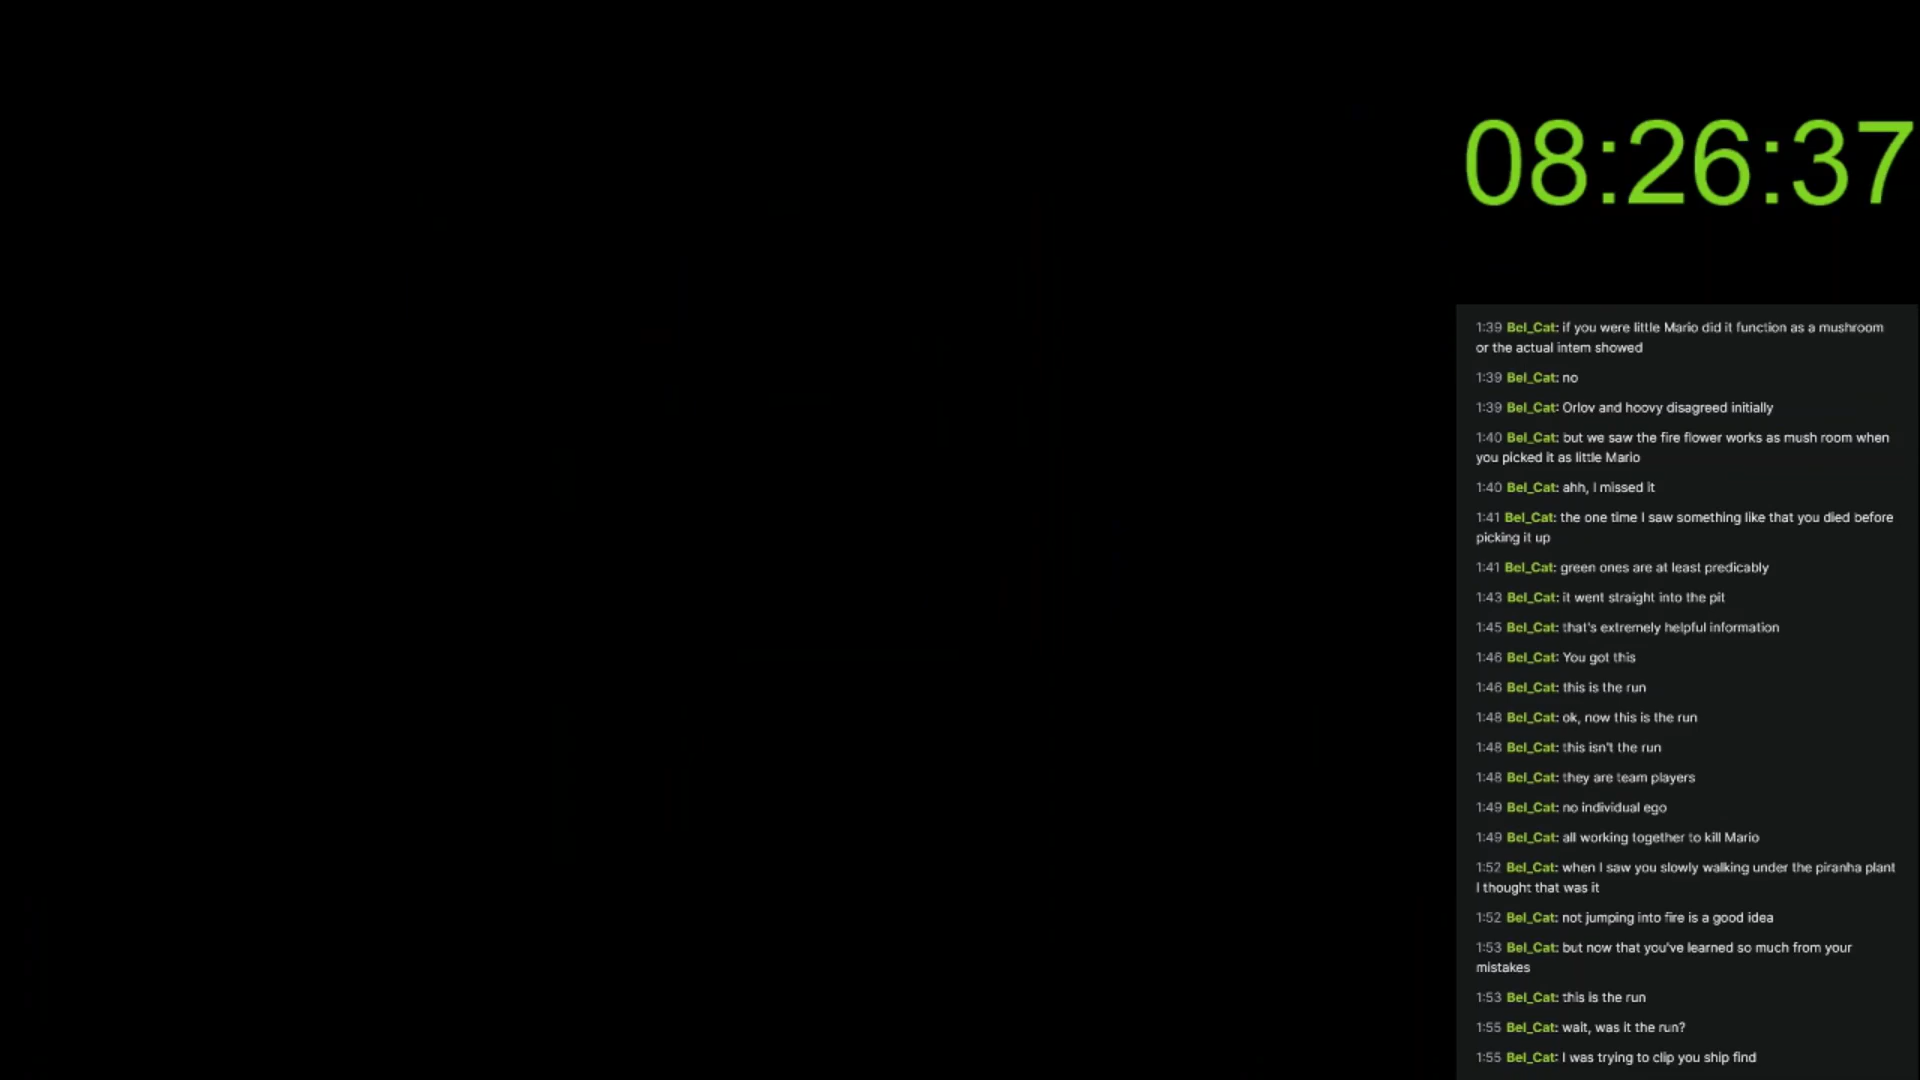 08:26:37
1:39 Bel_Cat: if you were little Mario did it function as a mushroom
or the actual intem showed
1:39 Bel_Cat: no
1:39 Bel_Cat: Orlov and hoovy disagreed initially
1:40 Bel_Cat: but we saw the fire flower works as mush room when
you picked it as little Mario
1:40 Bel_Cat: ahh, I missed it
1:41 Bel_Cat: the one time I saw something like that you died before
picking it up
1:41 Bel_Cat: green ones are at least predicably
1:43 Bel_Cat: it went straight into the pit
1:45 Bel_Cat: that's extremely helpful information
1:46 Bel_Cat: You got this
1:46 Bel_Cat: this is the run
1:48 Bel_Cat: ok, now this is the run
1:48 Bel_Cat: this isn't the run
1:48 Bel_Cat: they are team players
1:49 Bel_Cat: no individual ego
1:49 Bel_Cat: all working together to kill Mario
1:52 Bel_Cat: when I saw you slowly walking under the piranha plant
I thought that was it
1:52 Bel_Cat: not jumping into fire is a good idea
1:53 Bel_Cat: but now that you've learned so much from your
mistakes
1:53 Bel_Cat: this is the run
1:55 Bel_Cat: wait, was it the run?
1:55 Bel_Cat: I was trying to clip you ship find